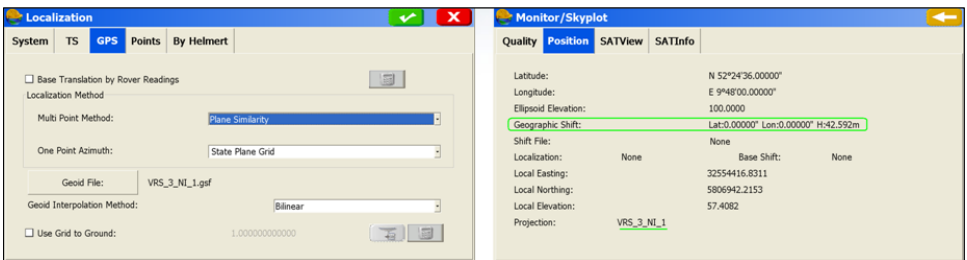 Localization
System TS GPS Points By Helmert
Base Translation by Rover Readings
Localization Method
Multi Point Method: Plane Similarity
One Point Azimuth: State Plane Grid
Geoid File: VRS_3_NI_1.gsf
Geoid Interpolation Method: Bilinear
Use Grid to Ground: 1.000000000000
Monitor/Skyplot
Quality Position SATView SATInfo
Latitude: N 52°24'36.00000"
Longitude: E 9°48'00.00000"
Ellipsoid Elevation: 100.0000
Geographic Shift: Lat:0.00000" Lon:0.00000" H:42.592m
Shift File: None
Localization: None Base Shift: None
Local Easting: 32554416.8311
Local Northing: 5806942.2153
Local Elevation: 57.4082
Projection: VRS_3_NI_1